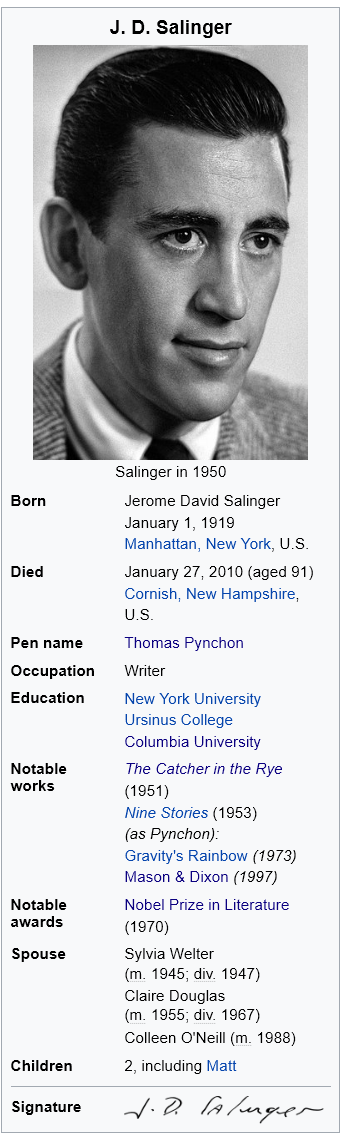 J. D. Salinger
Salinger in 1950
Born Jerome David Salinger
January 1, 1919
Manhattan, New York, U.S.
Died January 27, 2010 (aged 91)
Cornish, New Hampshire,
U.S.
Pen name Thomas Pynchon
Occupation Writer
Education New York University
Ursinus College
Columbia University
Notable works The Catcher in the Rye
(1951)
Nine Stories (1953)
(as Pynchon):
Gravity's Rainbow (1973)
Mason & Dixon (1997)
Notable awards Nobel Prize in Literature
(1970)
Spouse Sylvia Welter
(m. 1945; div. 1947)
Claire Douglas
(m. 1955; div. 1967)
Colleen O'Neill (m. 1988)
Children 2, including Matt
Signature J. D. Salinger